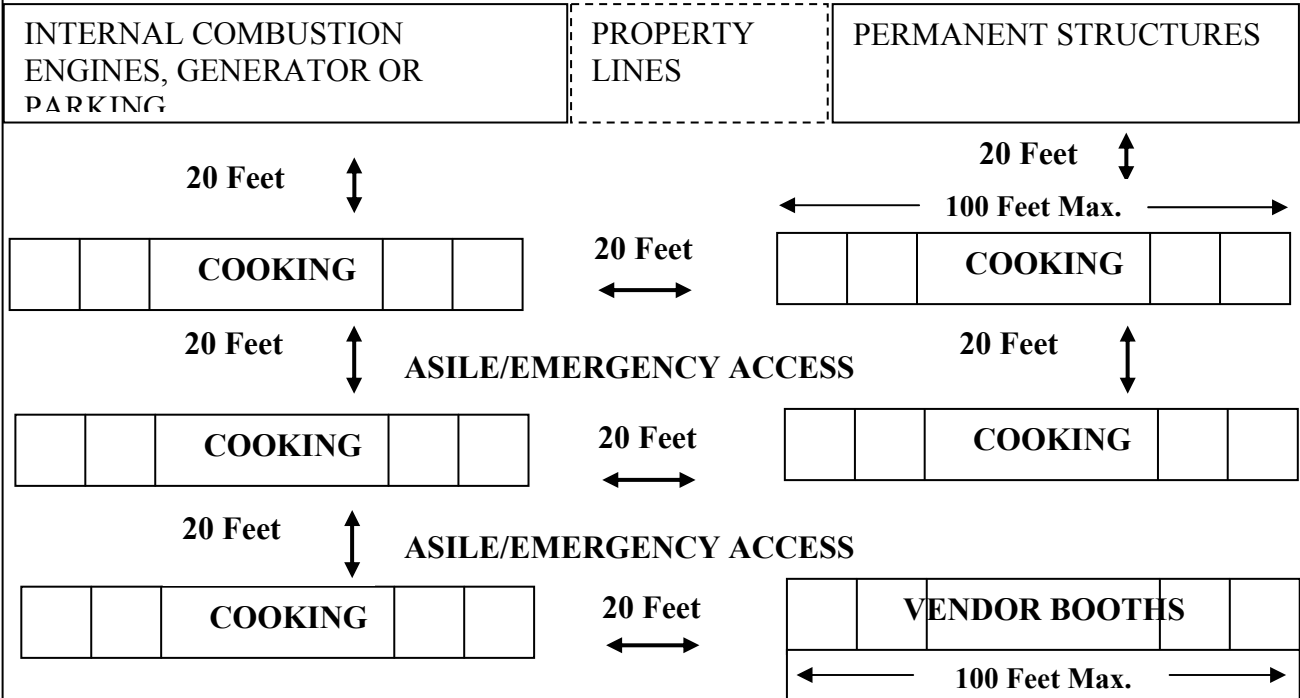 INTERNAL COMBUSTION
ENGINES, GENERATOR OR
PARKING
PROPERTY
LINES
PERMANENT STRUCTURES
20 Feet
20 Feet
100 Feet Max.
COOKING
20 Feet
COOKING
20 Feet
20 Feet
ASILE/EMERGENCY ACCESS
COOKING
20 Feet
COOKING
20 Feet
ASILE/EMERGENCY ACCESS
COOKING
20 Feet
VENDOR BOOTHS
100 Feet Max.